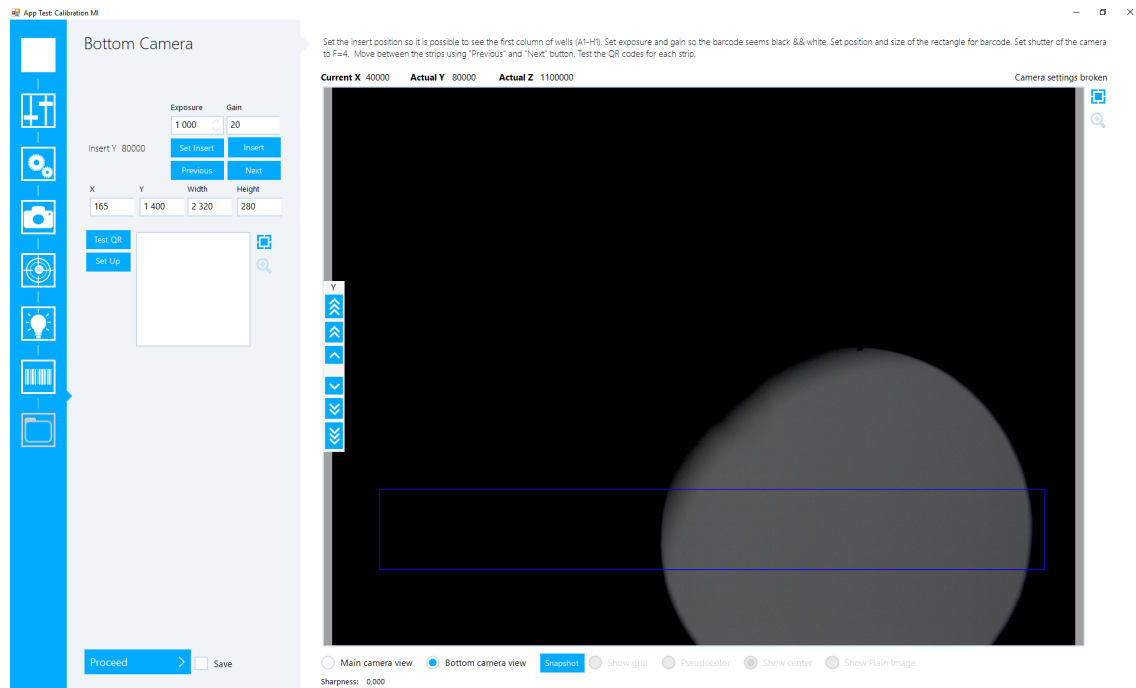 App Test: Calibration MI
Bottom Camera
Set the insert position so it is possible to see the first column of wells (A1-H1). Set exposure and gain so the barcode seems black && white. Set position and size of the rectangle for barcode. Set shutter of the camera
to F=4. Move between the strips using "Previous" and "Next" button. Test the QR codes for each strip.
Current X 40000 Actual Y 80000 Actual Z 1100000 Camera settings broken
Exposure Gain
1 000 20
Insert Y 80000 Set Insert Insert
Previous Next
X Y Width Height
165 1 400 2 320 280
Test QR
Set Up
Y
Proceed Save
Main camera view Bottom camera view Snapshot Show grid Pseudocolor Show center Show Plain Image
Sharpness: 0,000